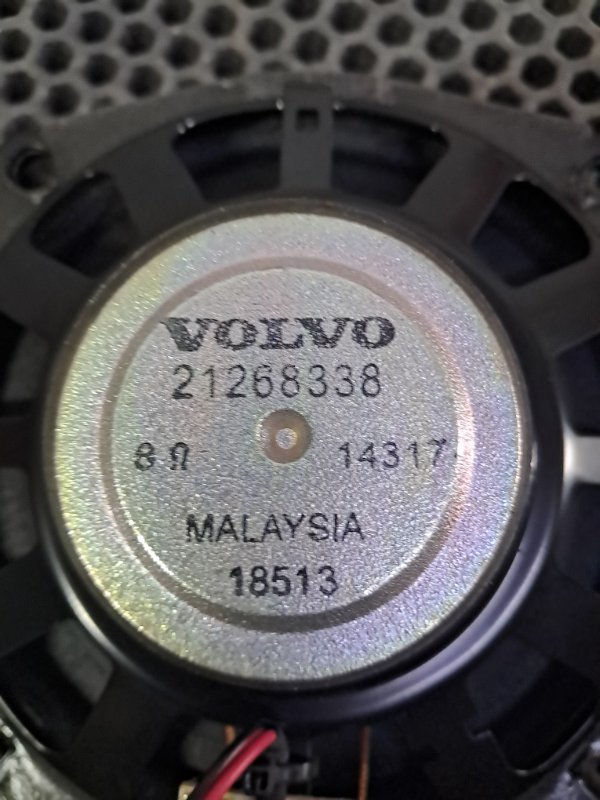 VOLVO
21268338
8 Ω 14317
MALAYSIA
18513